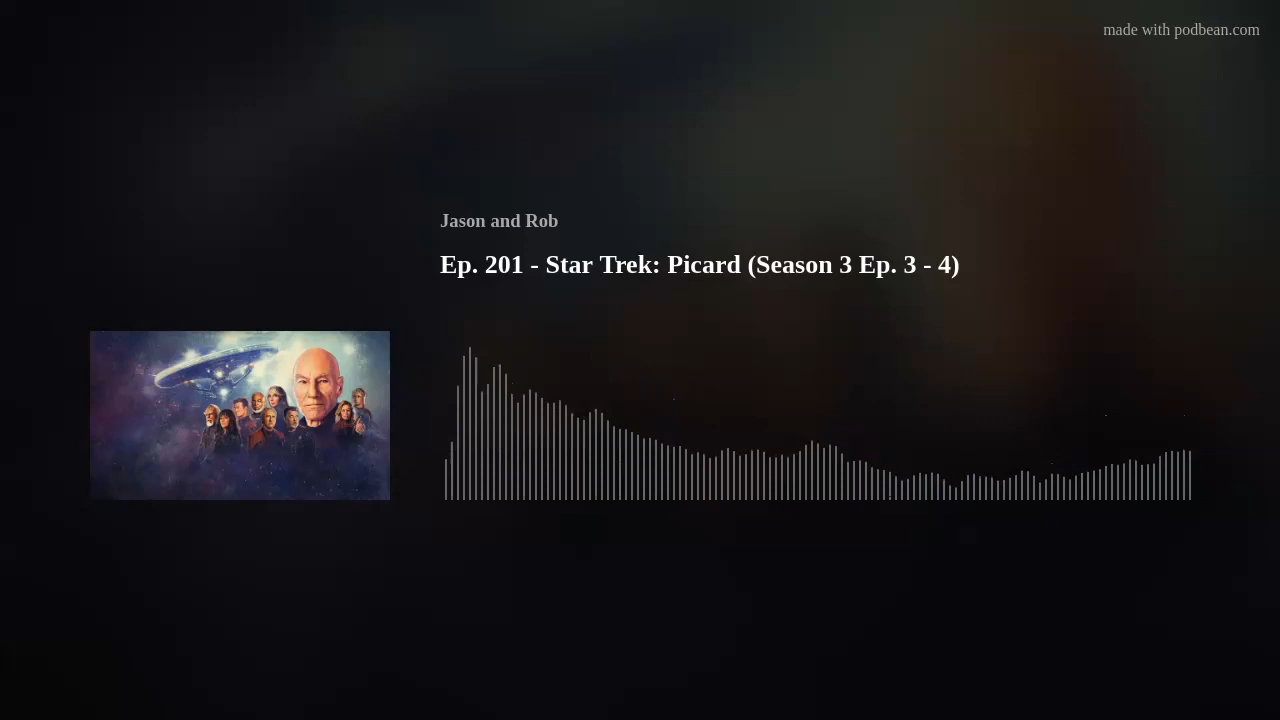 made with podbean.com
Jason and Rob
Ep. 201 - Star Trek: Picard (Season 3 Ep. 3 - 4)